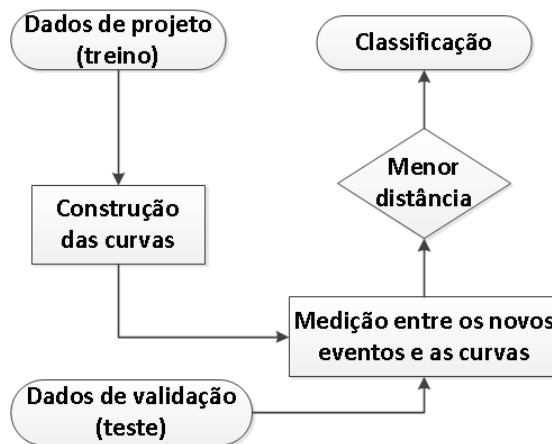 Dados de projeto
(treino)
Classificação
Menor
distância
Construção
das curvas
Medição entre os novos
eventos e as curvas
Dados de validação
(teste)